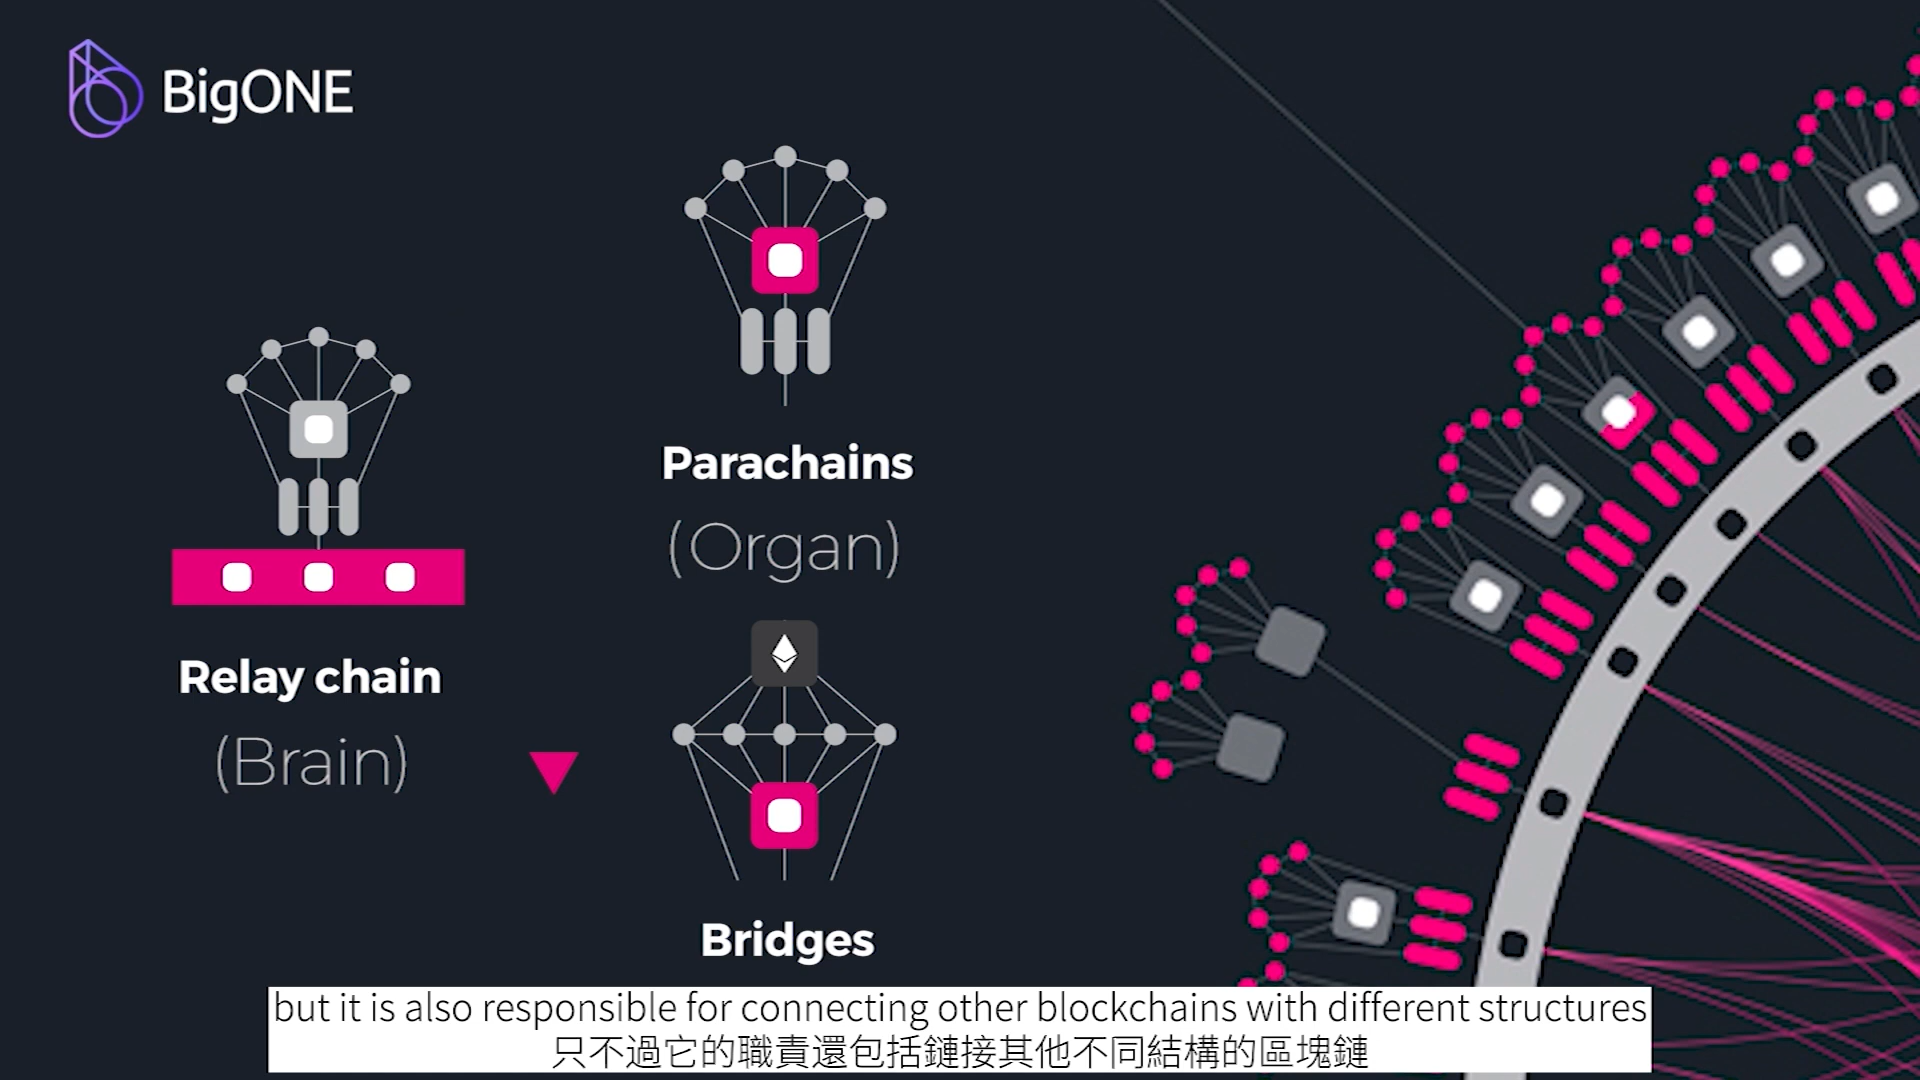 BigONE
Parachains
(Organ)
Relay chain
(Brain)
Bridges
but it is also responsible for connecting other blockchains with different structures
只不過它的職責還包括鏈接其他不同結構的區塊鏈